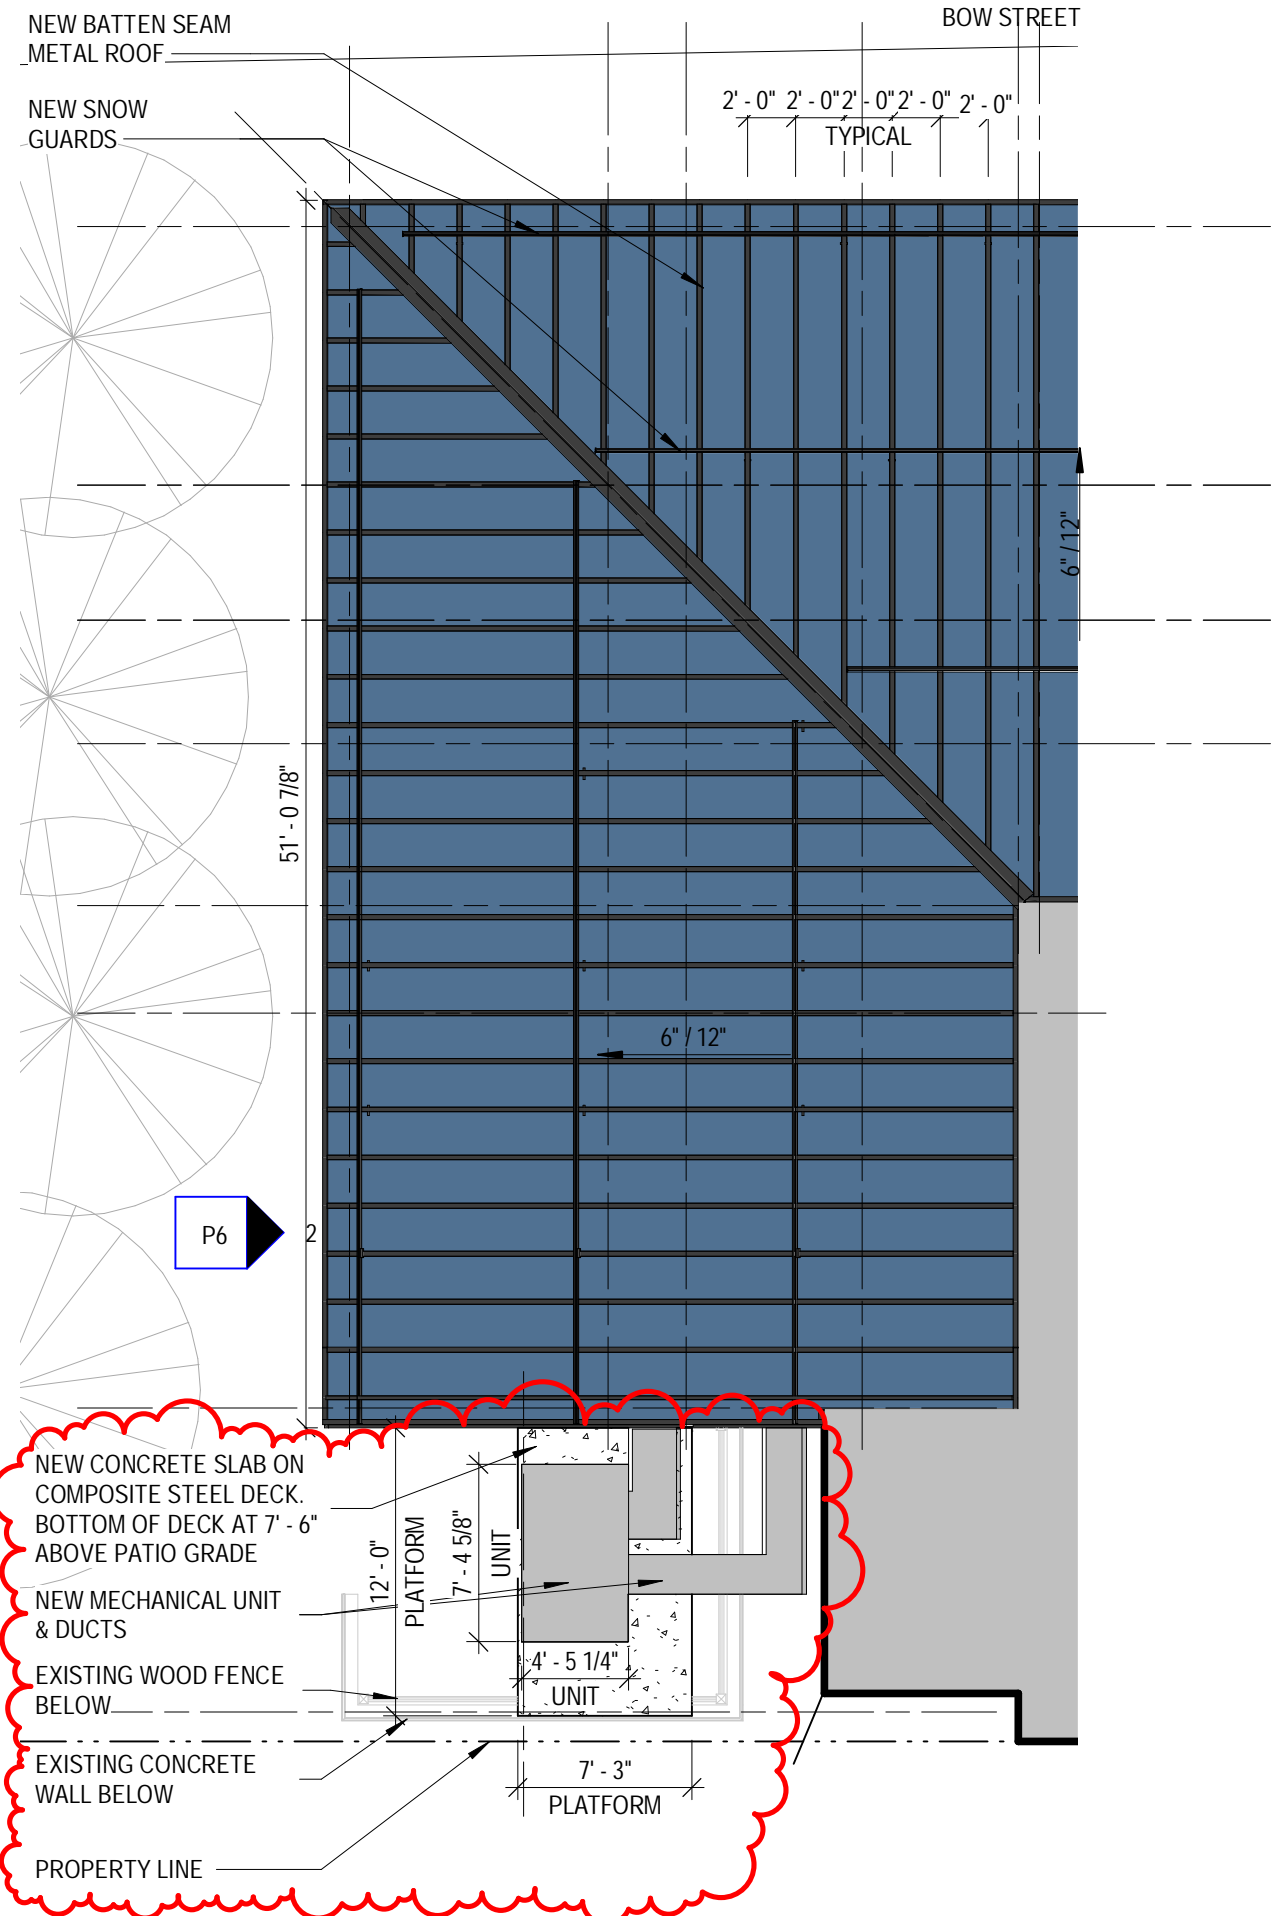 NEW BATTEN SEAM
METAL ROOF
BOW STREET
NEW SNOW
GUARDS
2' - 0" 2' - 0" 2' - 0" 2' - 0" 2' - 0"
TYPICAL
6" / 12"
51' - 0 7/8"
6" / 12"
P6
2
NEW CONCRETE SLAB ON
COMPOSITE STEEL DECK.
BOTTOM OF DECK AT 7' - 6"
ABOVE PATIO GRADE
12' - 0"
PLATFORM
7' - 4 5/8"
UNIT
NEW MECHANICAL UNIT
& DUCTS
4' - 5 1/4"
UNIT
EXISTING WOOD FENCE
BELOW
EXISTING CONCRETE
WALL BELOW
7' - 3"
PLATFORM
PROPERTY LINE